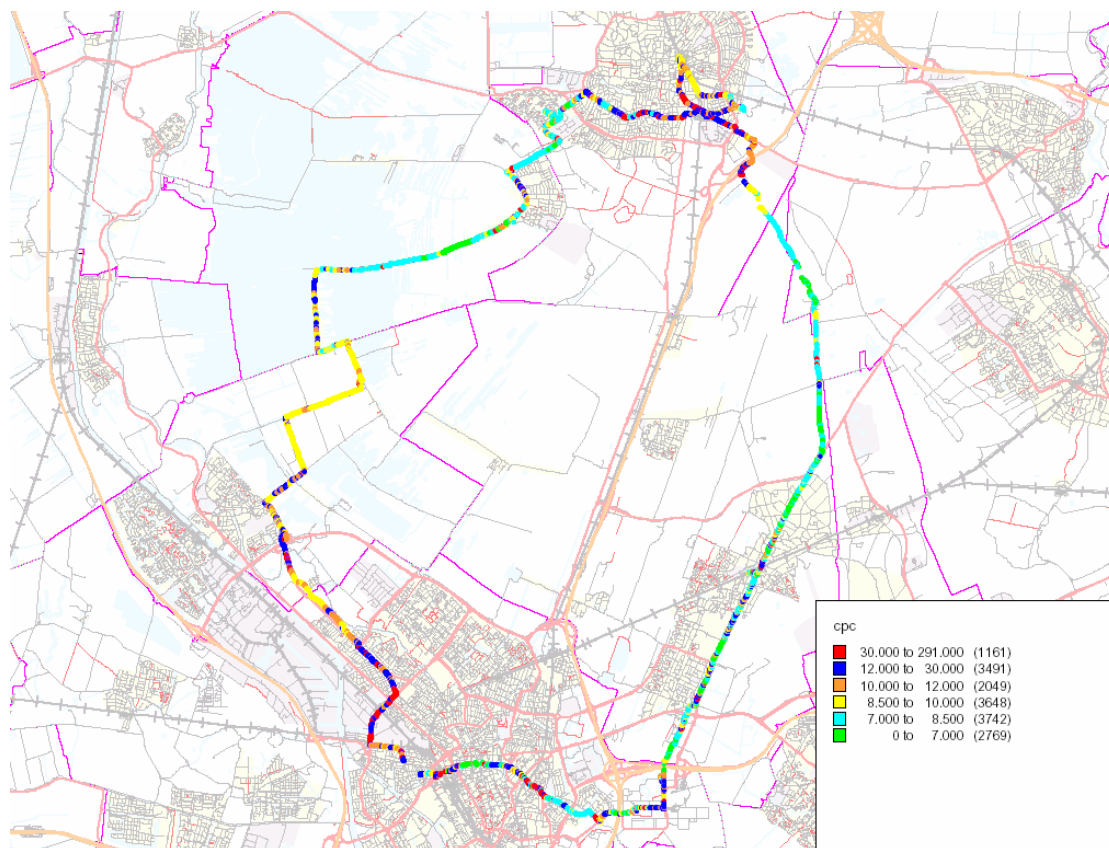 cpc
30.000 to 291.000 (1161)
12.000 to 30.000 (3491)
10.000 to 12.000 (2049)
8.500 to 10.000 (3648)
7.000 to 8.500 (3742)
0 to 7.000 (2769)